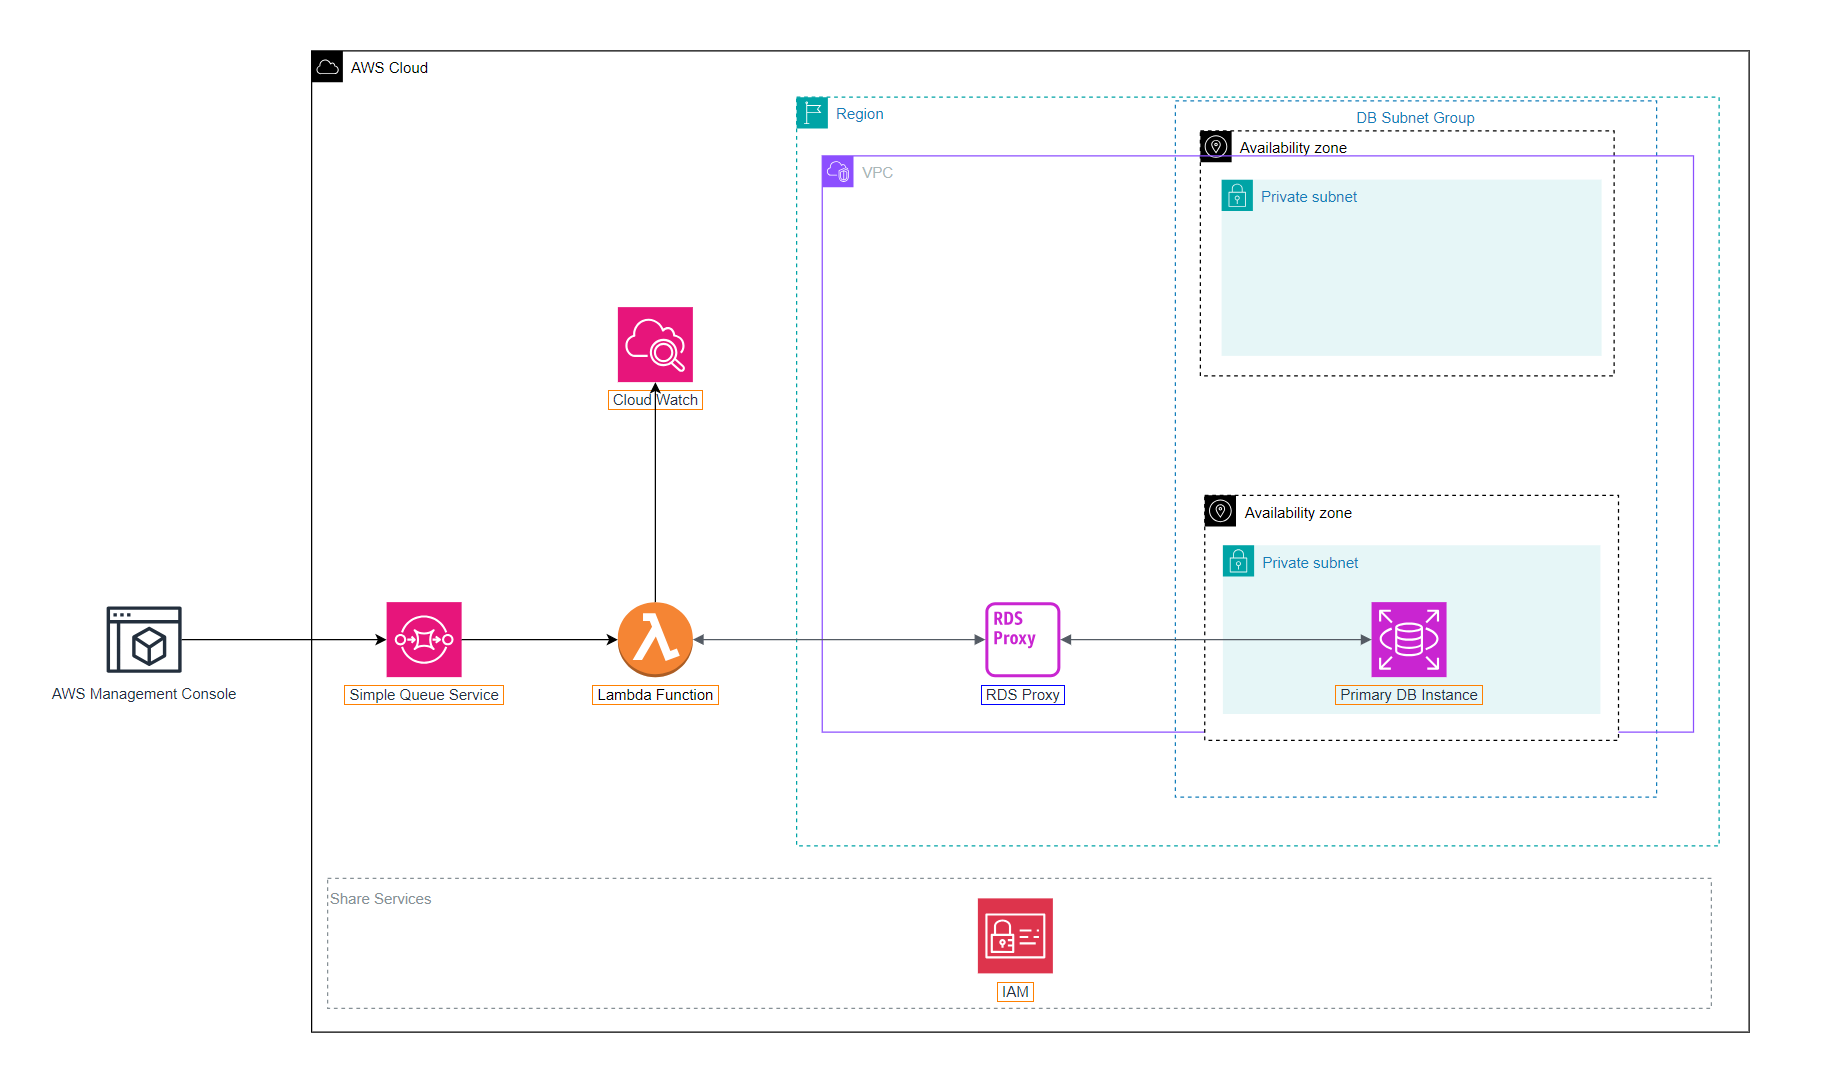 AWS Cloud
Region
DB Subnet Group
Availability zone
VPC
Private subnet
Cloud Watch
Availability zone
Private subnet
RDS
Proxy
AWS Management Console
Simple Queue Service
Lambda Function
RDS Proxy
Primary DB Instance
Share Services
IAM